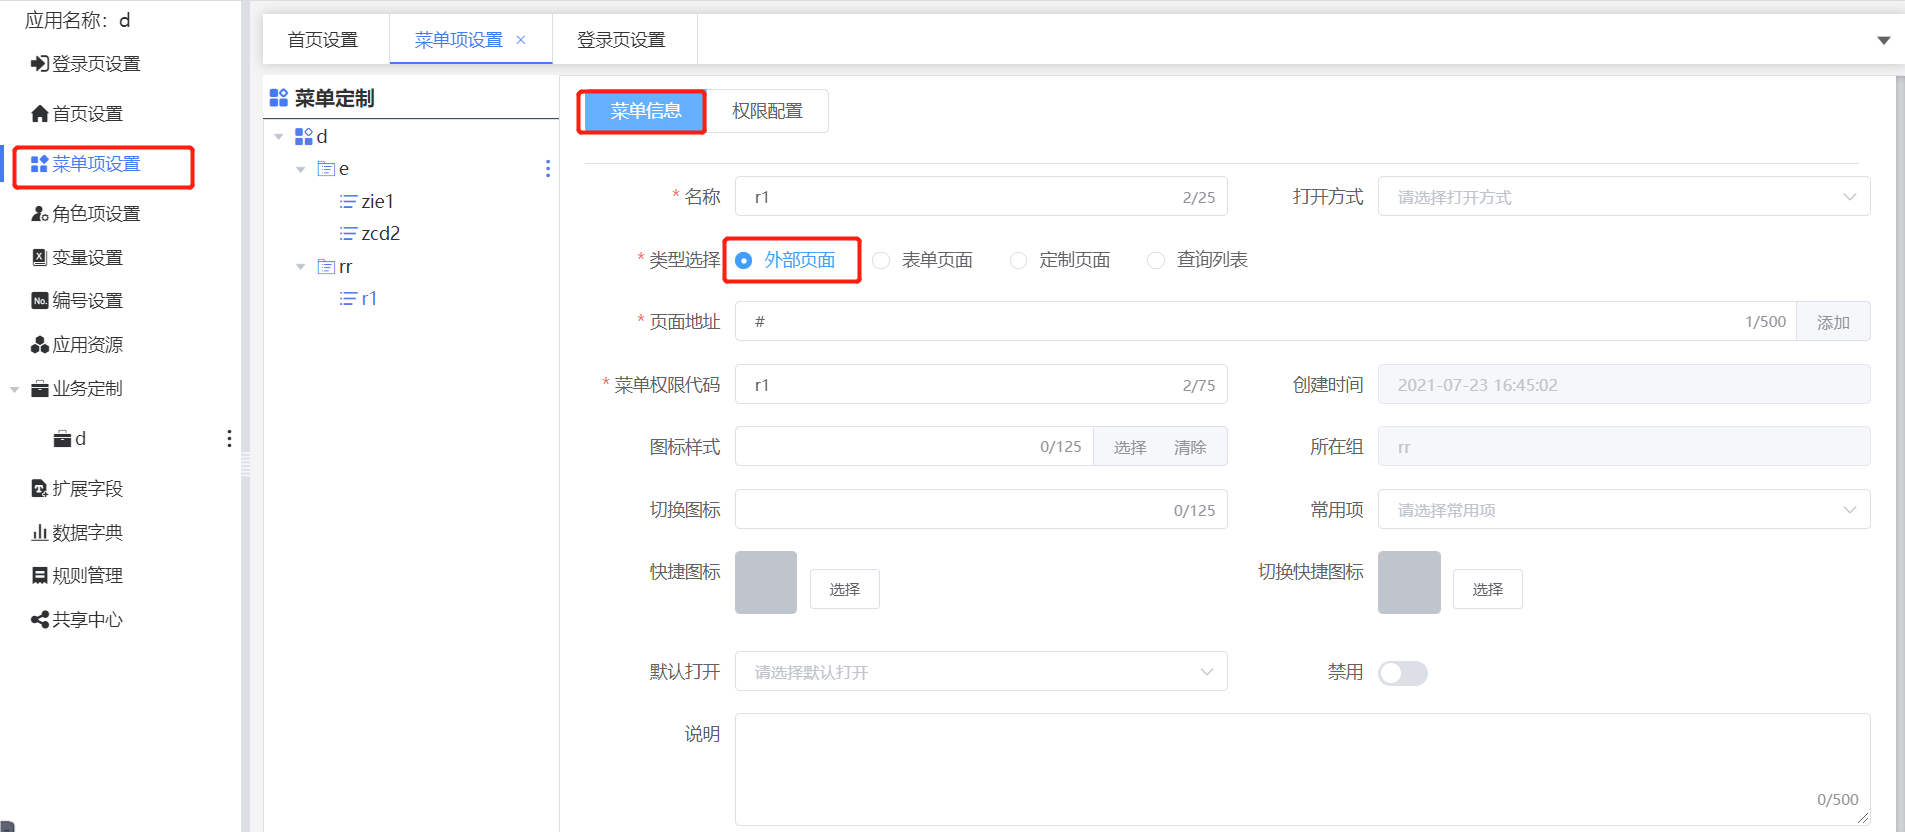 应用名称：d
登录页设置
首页设置
菜单项设置
角色项设置
变量设置
编号设置
应用资源
业务定制
d
扩展字段
数据字典
规则管理
共享中心
首页设置
菜单项设置
登录页设置
菜单定制
d
e
zie1
zcd2
rr
r1
菜单信息
权限配置
* 名称 r1 2/25 打开方式 请选择打开方式
* 类型选择 外部页面 表单页面 定制页面 查询列表
* 页面地址 # 1/500 添加
* 菜单权限代码 r1 2/75 创建时间 2021-07-23 16:45:02
图标样式 0/125 选择 清除 所在组 rr
切换图标 0/125 常用项 请选择常用项
快捷图标 选择 切换快捷图标 选择
默认打开 请选择默认打开 禁用
说明
0/500